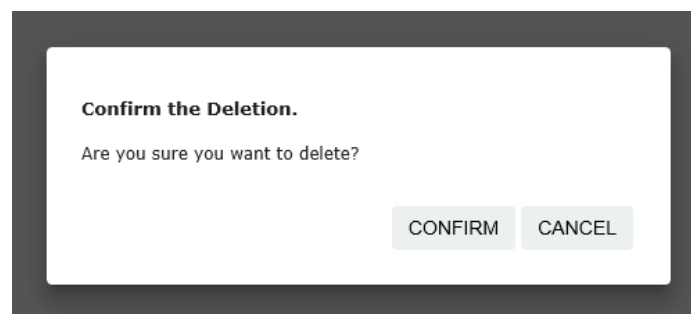 Confirm the Deletion.
Are you sure you want to delete?
CONFIRM CANCEL